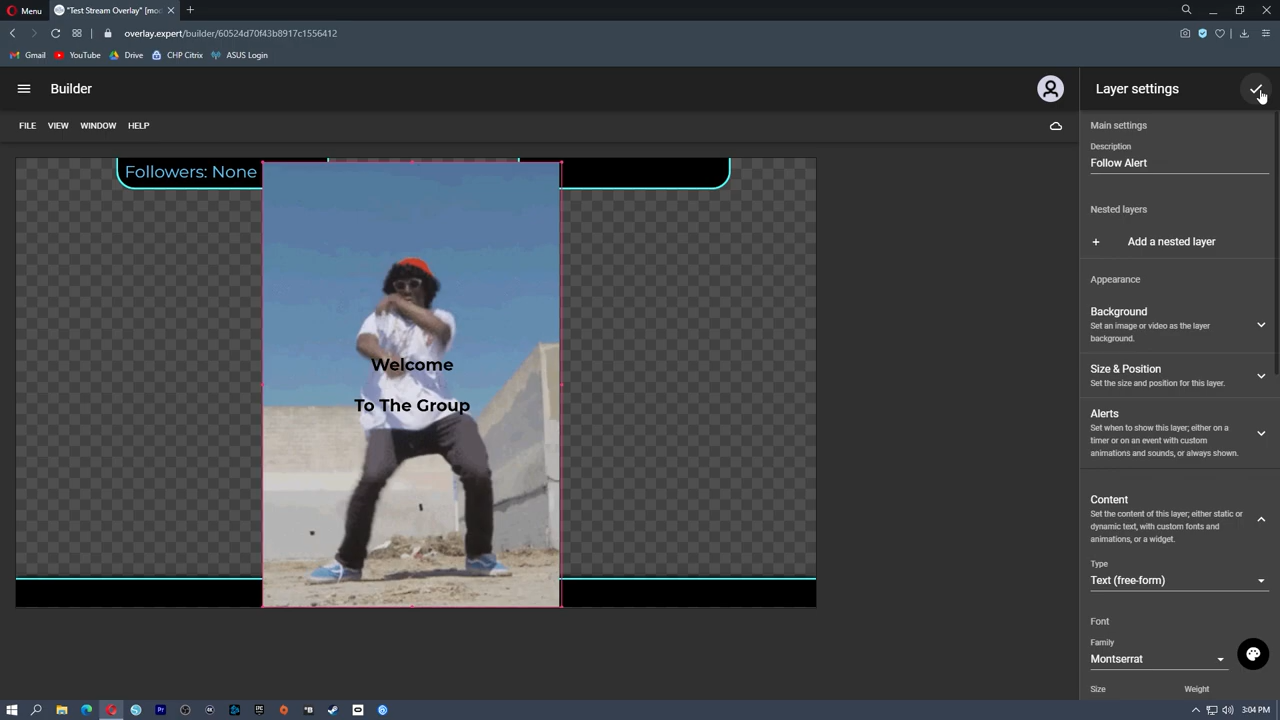 Menu
"Test Stream Overlay" [mod
overlay.expert/builder/60524d70f43b8917c1556412
Gmail
YouTube
Drive
CHP Citrix
ASUS Login
Builder
Layer settings
FILE
VIEW
WINDOW
HELP
Main settings
Description
Follow Alert
Followers: None
Nested layers
+ Add a nested layer
Appearance
Background
Set an image or video as the layer
background.
Size & Position
Set the size and position for this layer.
Alerts
Set when to show this layer; either on a
timer or on an event with custom
animations and sounds, or always shown.
Welcome
To The Group
Content
Set the content of this layer; either static or
dynamic text, with custom fonts and
animations, or a widget.
Type
Text (free-form)
Font
Family
Montserrat
Size
Weight
3:04 PM